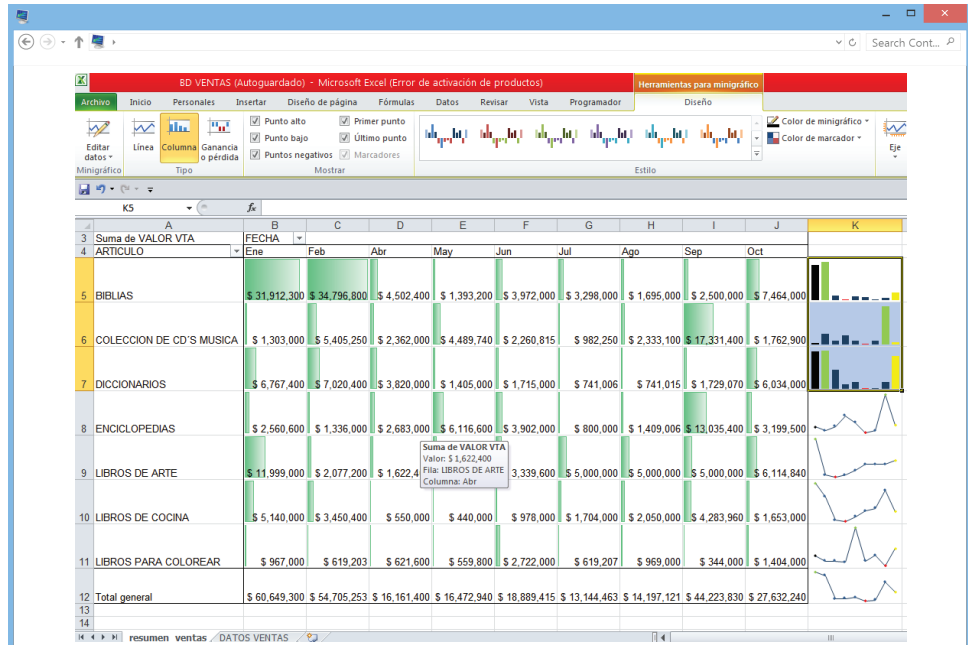 Search Cont...
BD VENTAS (Autoguardado) - Microsoft Excel (Error de activación de productos) Herramientas para minigráfico
Archivo Inicio Personales Insertar Diseño de página Fórmulas Datos Revisar Vista Programador Diseño
Punto alto Primer punto Color de minigráfico
Editar datos Línea Columna Ganancia o pérdida Punto bajo Último punto Color de marcador Eje
Puntos negativos Marcadores
Minigráfico Tipo Mostrar Estilo
K5 fx
A B C D E F G H I J K
3 Suma de VALOR VTA FECHA
4 ARTICULO Ene Feb Abr May Jun Jul Ago Sep Oct
5 BIBLIAS $ 31,912,300 $ 34,796,800 $ 4,502,400 $ 1,393,200 $ 3,972,000 $ 3,298,000 $ 1,695,000 $ 2,500,000 $ 7,464,000
6 COLECCION DE CD'S MUSICA $ 1,303,000 $ 5,405,250 $ 2,362,000 $ 4,489,740 $ 2,260,815 $ 982,250 $ 2,333,100 $ 17,331,400 $ 1,762,900
7 DICCIONARIOS $ 6,767,400 $ 7,020,400 $ 3,820,000 $ 1,405,000 $ 1,715,000 $ 741,006 $ 741,015 $ 1,729,070 $ 6,034,000
8 ENCICLOPEDIAS $ 2,560,600 $ 1,336,000 $ 2,683,000 $ 6,116,600 $ 3,902,000 $ 800,000 $ 1,409,006 $ 13,035,400 $ 3,199,500
Suma de VALOR VTA
Valor: $ 1,622,400
Fila: LIBROS DE ARTE
Columna: Abr
9 LIBROS DE ARTE $ 11,999,000 $ 2,077,200 $ 1,622,4 3,339,600 $ 5,000,000 $ 5,000,000 $ 5,000,000 $ 6,114,840
10 LIBROS DE COCINA $ 5,140,000 $ 3,450,400 $ 550,000 $ 440,000 $ 978,000 $ 1,704,000 $ 2,050,000 $ 4,283,960 $ 1,653,000
11 LIBROS PARA COLOREAR $ 967,000 $ 619,203 $ 621,600 $ 559,800 $ 2,722,000 $ 619,207 $ 969,000 $ 344,000 $ 1,404,000
12 Total general $ 60,649,300 $ 54,705,253 $ 16,161,400 $ 16,472,940 $ 18,889,415 $ 13,144,463 $ 14,197,121 $ 44,223,830 $ 27,632,240
13
14
resumen ventas DATOS VENTAS